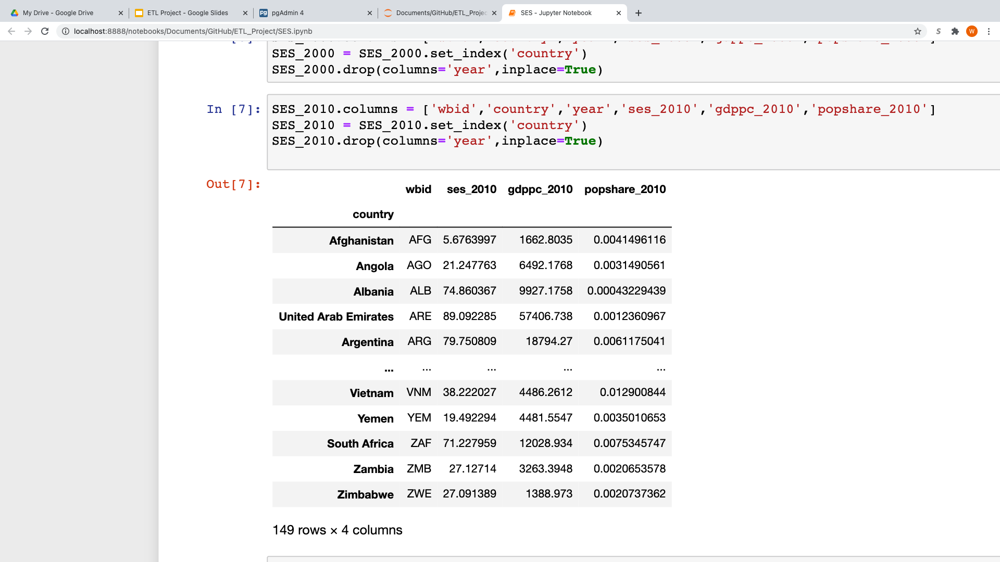 My Drive - Google Drive
ETL Project - Google Slides
Pg pgAdmin 4
Documents/GitHub/ETL_Projec
SES - Jupyter Notebook
localhost:8888/notebooks/Documents/GitHub/ETL_Project/SES.ipynb
S
W
SES_2000 = SES_2000.set_index('country')
SES_2000.drop(columns='year',inplace=True)
In [7]: SES_2010.columns = ['wbid','country','year','ses_2010','gdppc_2010','popshare_2010']
SES_2010 = SES_2010.set_index('country')
SES_2010.drop(columns='year',inplace=True)
Out[7]:
wbid ses_2010 gdppc_2010 popshare_2010
country
Afghanistan AFG 5.6763997 1662.8035 0.0041496116
Angola AGO 21.247763 6492.1768 0.0031490561
Albania ALB 74.860367 9927.1758 0.00043229439
United Arab Emirates ARE 89.092285 57406.738 0.0012360967
Argentina ARG 79.750809 18794.27 0.0061175041
... ... ... ... ...
Vietnam VNM 38.222027 4486.2612 0.012900844
Yemen YEM 19.492294 4481.5547 0.0035010653
South Africa ZAF 71.227959 12028.934 0.0075345747
Zambia ZMB 27.12714 3263.3948 0.0020653578
Zimbabwe ZWE 27.091389 1388.973 0.0020737362
149 rows × 4 columns